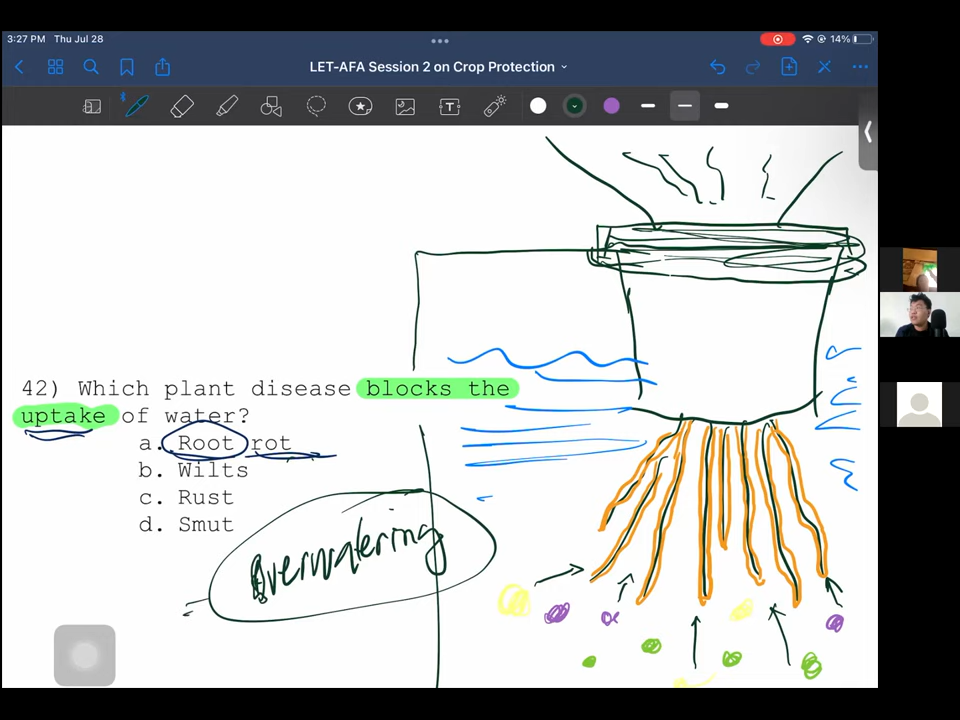 3:27 PM Thu Jul 28
14%
LET-AFA Session 2 on Crop Protection
T
42) Which plant disease blocks the
uptake of water?
a. Root rot
b. Wilts
c. Rust
d. Smut
Overwatering